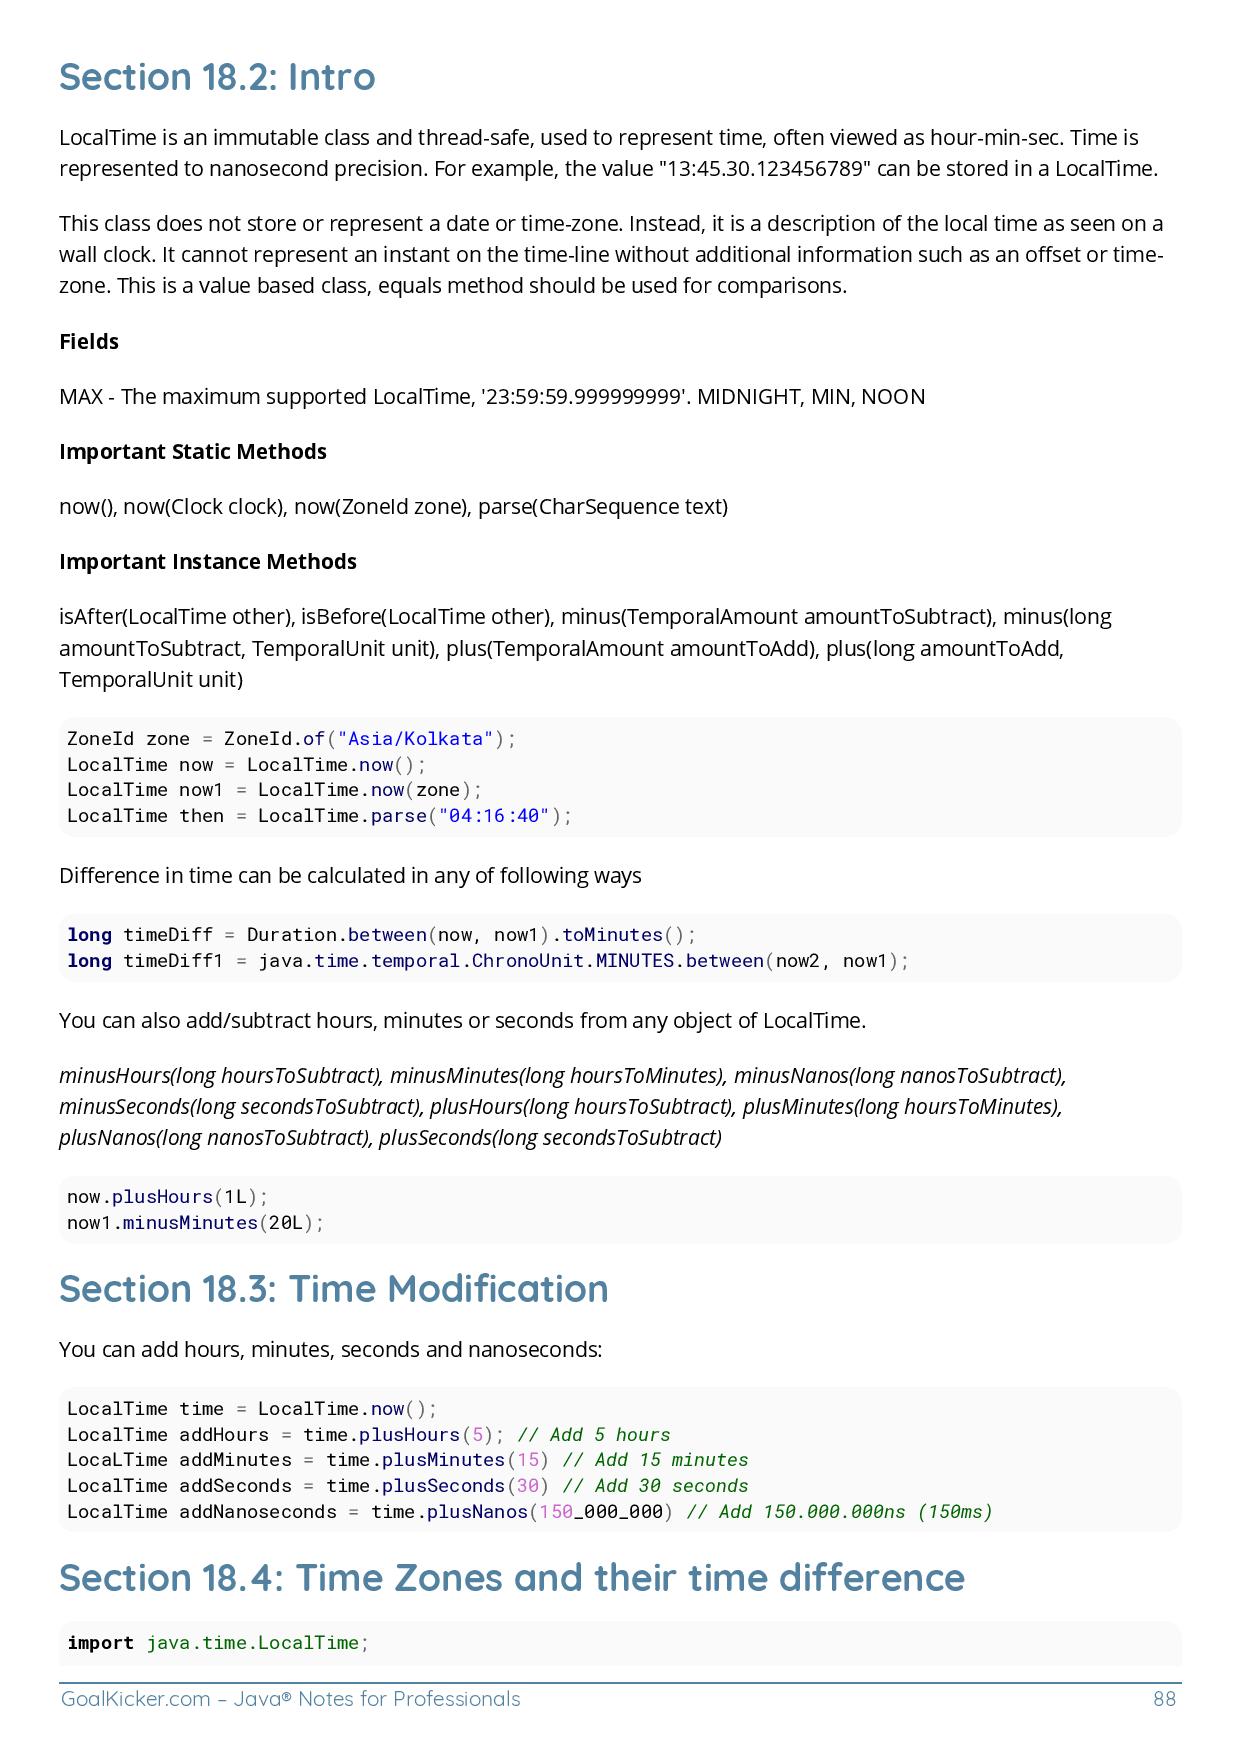 Section 18.2: Intro
LocalTime is an immutable class and thread-safe, used to represent time, often viewed as hour-min-sec. Time is
represented to nanosecond precision. For example, the value "13:45.30.123456789" can be stored in a LocalTime.
This class does not store or represent a date or time-zone. Instead, it is a description of the local time as seen on a
wall clock. It cannot represent an instant on the time-line without additional information such as an offset or time-
zone. This is a value based class, equals method should be used for comparisons.
Fields
MAX - The maximum supported LocalTime, '23:59:59.999999999'. MIDNIGHT, MIN, NOON
Important Static Methods
now(), now(Clock clock), now(ZoneId zone), parse(CharSequence text)
Important Instance Methods
isAfter(LocalTime other), isBefore(LocalTime other), minus(TemporalAmount amountToSubtract), minus(long
amountToSubtract, TemporalUnit unit), plus(TemporalAmount amountToAdd), plus(long amountToAdd,
TemporalUnit unit)
ZoneId zone = ZoneId.of("Asia/Kolkata");
LocalTime now = LocalTime.now();
LocalTime now1 = LocalTime.now(zone);
LocalTime then = LocalTime.parse("04:16:40");
Difference in time can be calculated in any of following ways
long timeDiff = Duration.between(now, now1).toMinutes();
long timeDiff1 = java.time.temporal.ChronoUnit.MINUTES.between(now2, now1);
You can also add/subtract hours, minutes or seconds from any object of LocalTime.
minusHours(long hoursToSubtract), minusMinutes(long hoursToMinutes), minusNanos(long nanosToSubtract),
minusSeconds(long secondsToSubtract), plusHours(long hoursToSubtract), plusMinutes(long hoursToMinutes),
plusNanos(long nanosToSubtract), plusSeconds(long secondsToSubtract)
now.plusHours(1L);
now1.minusMinutes(20L);
Section 18.3: Time Modification
You can add hours, minutes, seconds and nanoseconds:
LocalTime time = LocalTime.now();
LocalTime addHours = time.plusHours(5); // Add 5 hours
LocaLTime addMinutes = time.plusMinutes(15) // Add 15 minutes
LocalTime addSeconds = time.plusSeconds(30) // Add 30 seconds
LocalTime addNanoseconds = time.plusNanos(150_000_000) // Add 150.000.000ns (150ms)
Section 18.4: Time Zones and their time difference
import java.time.LocalTime;
GoalKicker.com – Java® Notes for Professionals 88